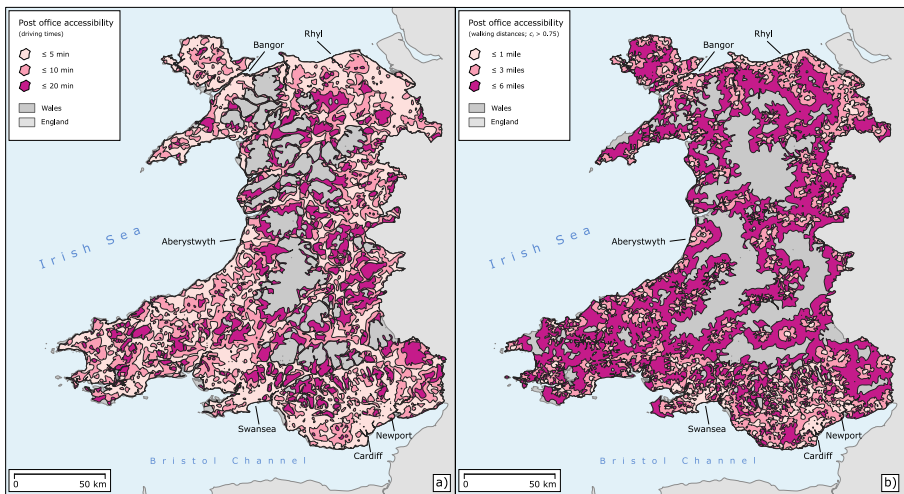 Post office accessibility
(driving times)
≤ 5 min
≤ 10 min
≤ 20 min
Wales
England
Rhyl
Bangor
Irish Sea
Aberystwyth
Swansea
Newport
Cardiff
Bristol Channel
0
50 km
a)
Post office accessibility
(walking distances; cᵢ > 0.75)
≤ 1 mile
≤ 3 miles
≤ 6 miles
Wales
England
Rhyl
Bangor
Irish Sea
Aberystwyth
Swansea
Newport
Cardiff
Bristol Channel
0
50 km
b)